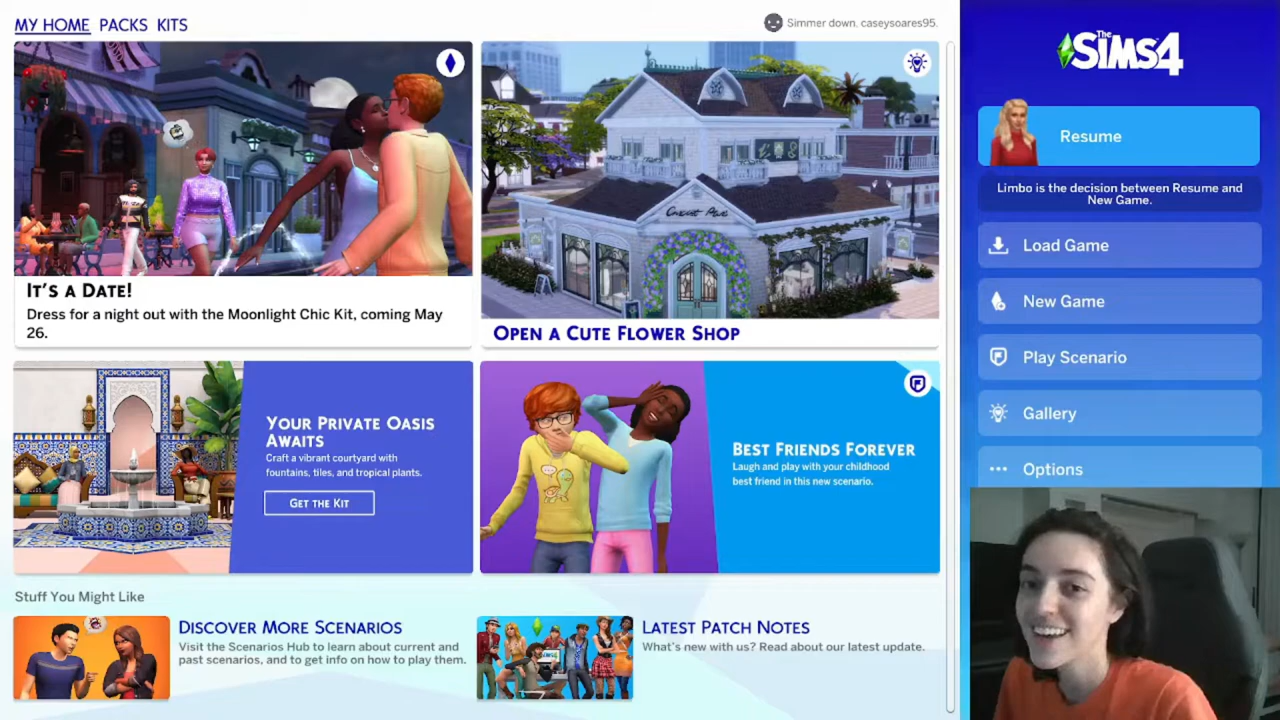 MY HOME PACKS KITS
Simmer down, caseysoares95.
IT'S A DATE!
Dress for a night out with the Moonlight Chic Kit, coming May
26.
OPEN A CUTE FLOWER SHOP
YOUR PRIVATE OASIS
AWAITS
Craft a vibrant courtyard with
fountains, tiles, and tropical plants.
GET THE KIT
BEST FRIENDS FOREVER
Laugh and play with your childhood
best friend in this new scenario.
Stuff You Might Like
DISCOVER MORE SCENARIOS
Visit the Scenarios Hub to learn about current and
past scenarios, and to get info on how to play them.
LATEST PATCH NOTES
What's new with us? Read about our latest update.
The SIMS 4
Resume
Limbo is the decision between Resume and
New Game.
Load Game
New Game
Play Scenario
Gallery
Options